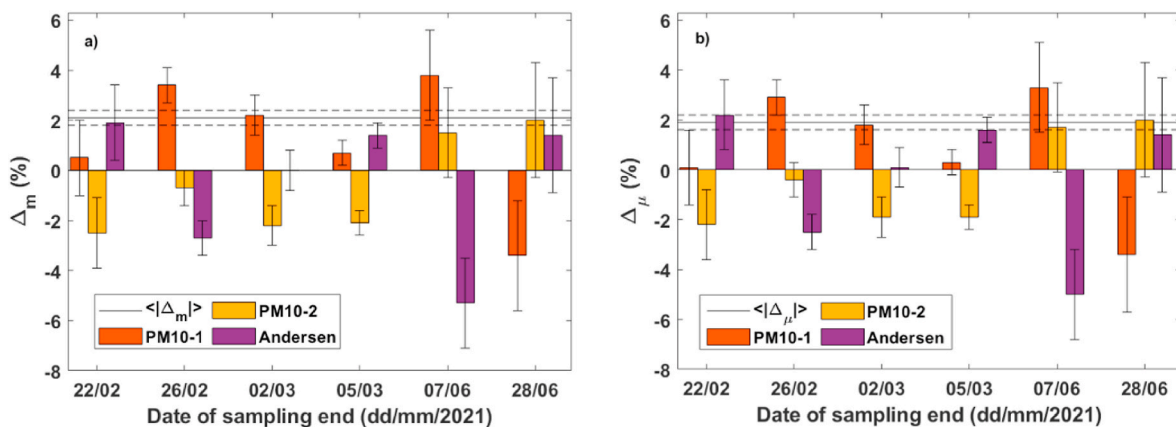 a)
6
4
2
0
-2
-4
-6
-8
Δm (%)
<|Δm|>
PM10-2
PM10-1
Andersen
22/02 26/02 02/03 05/03 07/06 28/06
Date of sampling end (dd/mm/2021)
b)
6
4
2
0
-2
-4
-6
-8
Δμ (%)
<|Δμ|>
PM10-2
PM10-1
Andersen
22/02 26/02 02/03 05/03 07/06 28/06
Date of sampling end (dd/mm/2021)